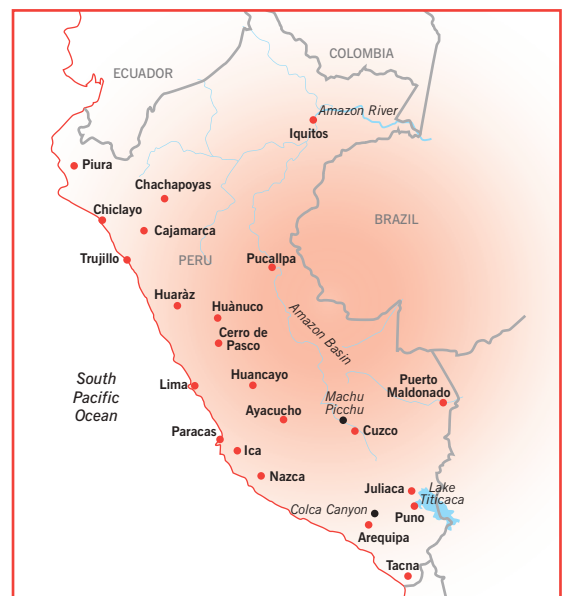 COLOMBIA
ECUADOR
Amazon River
Iquitos
Piura
Chachapoyas
Chiclayo
BRAZIL
Cajamarca
Trujillo
PERU
Pucallpa
Huaràz
Huànuco
Amazon Basin
Cerro de
Pasco
South
Pacific
Ocean
Lima
Huancayo
Puerto
Maldonado
Machu
Picchu
Ayacucho
Paracas
Cuzco
Ica
Nazca
Juliaca
Lake
Titicaca
Colca Canyon
Puno
Arequipa
Tacna